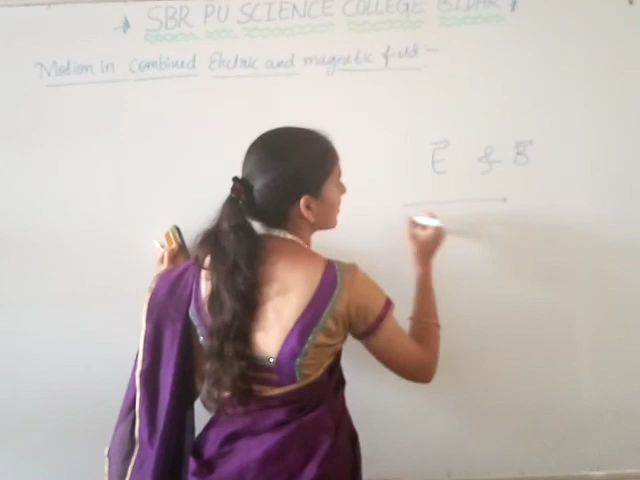 SBR PU SCIENCE COLLEGE BIDAR
Motion in Combined Electric and magnetic field -
E & B